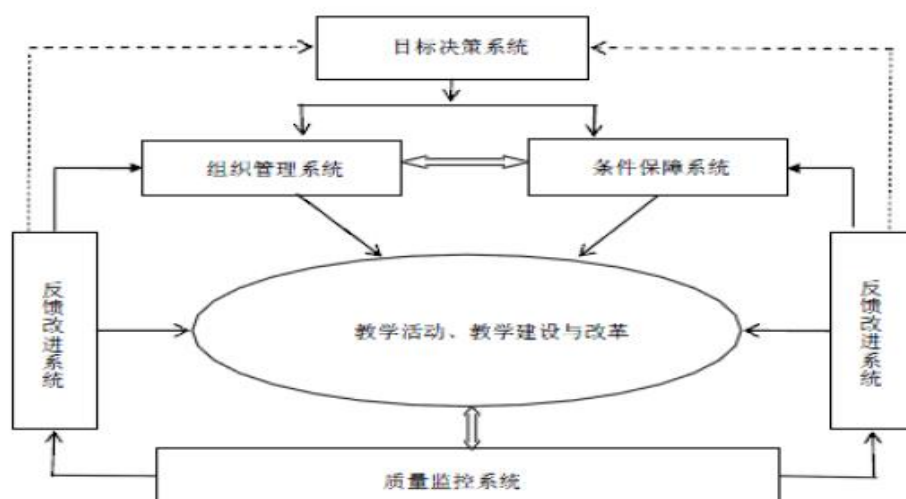 目标决策系统
组织管理系统
条件保障系统
反馈改进系统
教学活动、教学建设与改革
反馈改进系统
质量监控系统